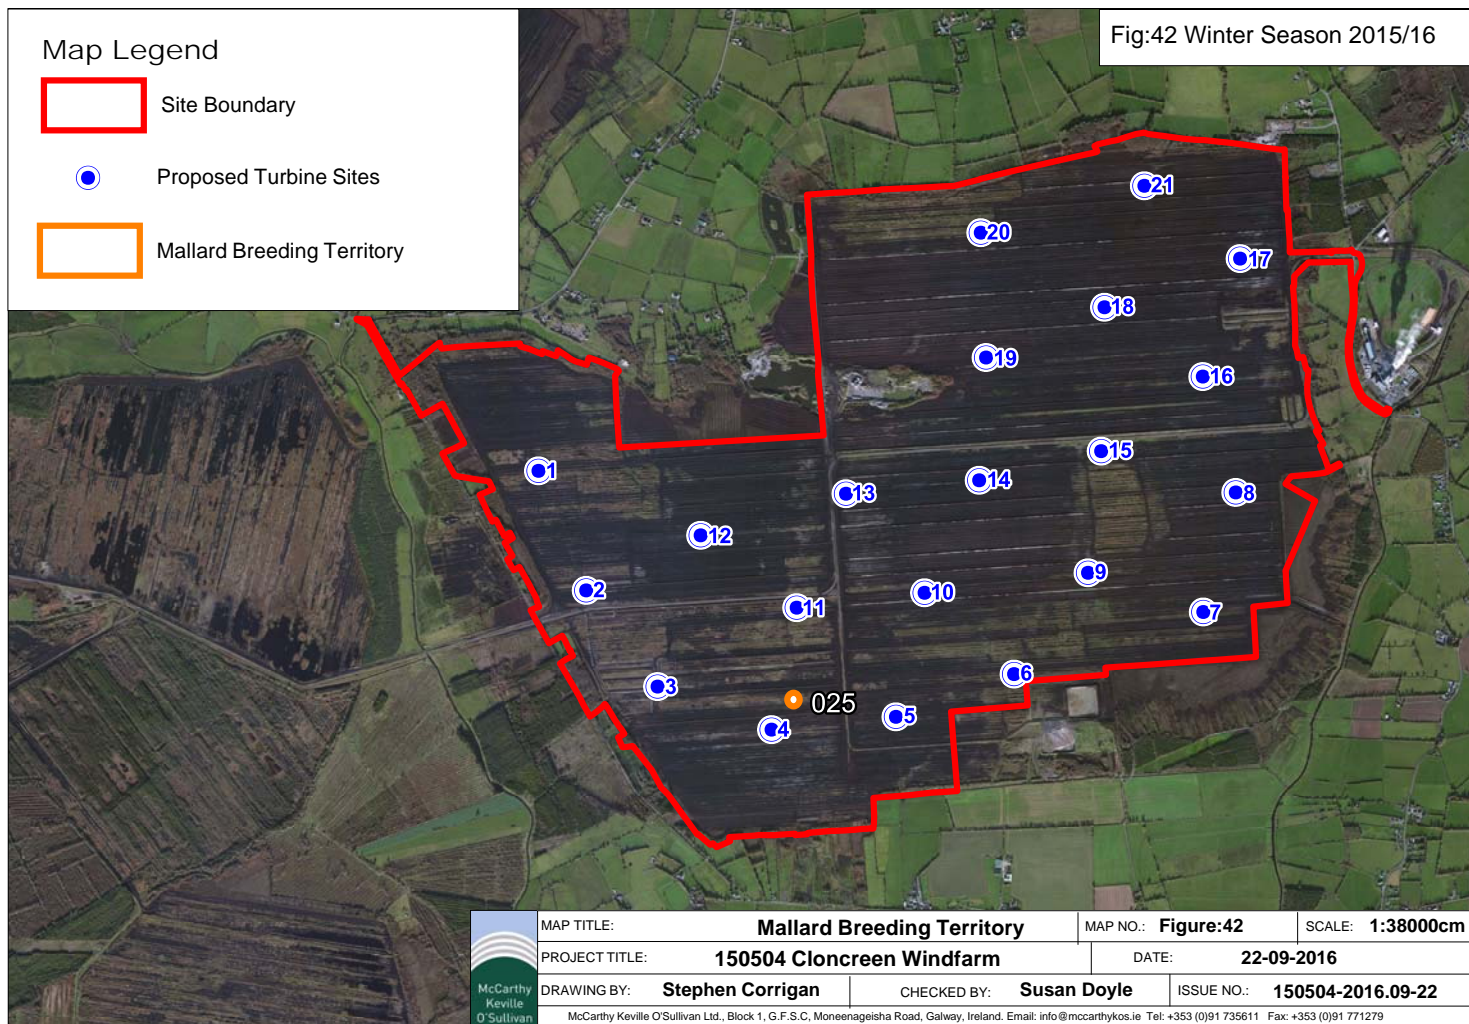 Map Legend
Site Boundary
Proposed Turbine Sites
Mallard Breeding Territory
Fig:42 Winter Season 2015/16
21
20
17
18
19
16
15
1
14
13
8
12
9
2
10
11
7
6
3
025
5
4
MAP TITLE: Mallard Breeding Territory MAP NO.: Figure:42 SCALE: 1:38000cm
PROJECT TITLE: 150504 Cloncreen Windfarm DATE: 22-09-2016
DRAWING BY: Stephen Corrigan CHECKED BY: Susan Doyle ISSUE NO.: 150504-2016.09-22
McCarthy
Keville
O'Sullivan
McCarthy Keville O'Sullivan Ltd., Block 1, G.F.S.C, Moneenageisha Road, Galway, Ireland. Email: info@mccarthykos.ie Tel: +353 (0)91 735611 Fax: +353 (0)91 771279